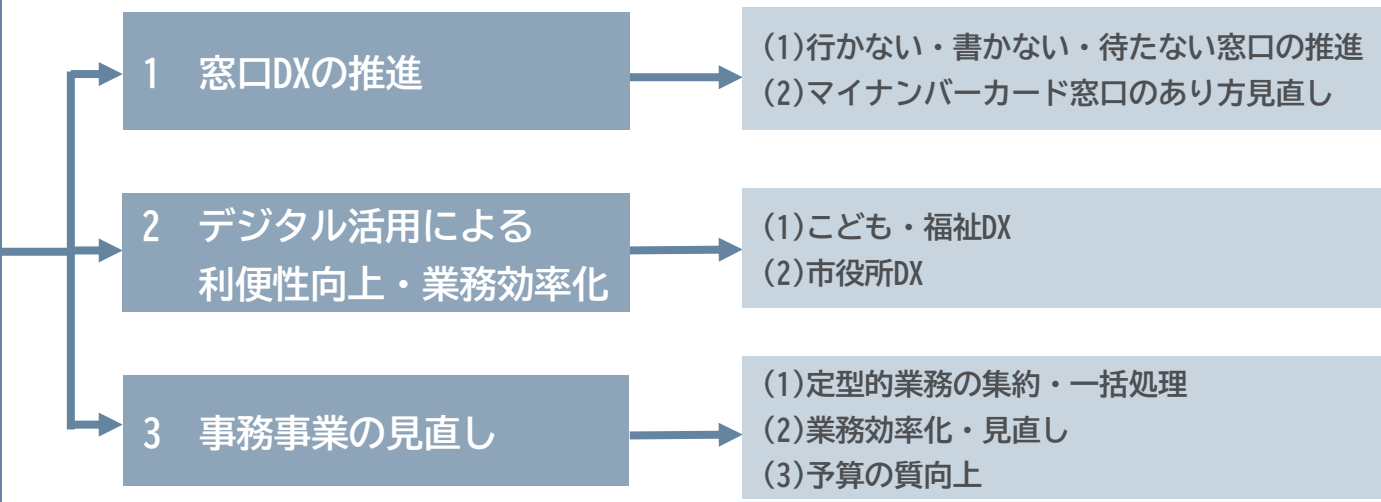 1 窓口DXの推進
(1)行かない・書かない・待たない窓口の推進
(2)マイナンバーカード窓口のあり方見直し
2 デジタル活用による
利便性向上・業務効率化
(1)こども・福祉DX
(2)市役所DX
3 事務事業の見直し
(1)定型的業務の集約・一括処理
(2)業務効率化・見直し
(3)予算の質向上